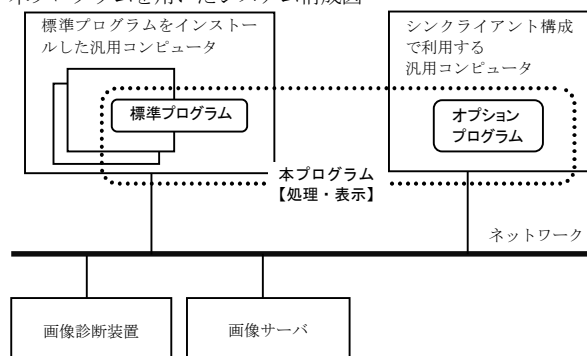 本プログラムを用いたシステム構成図
標準プログラムをインストー
ルした汎用コンピュータ
標準プログラム
シンクライアント構成
で利用する
汎用コンピュータ
オプション
プログラム
本プログラム
【処理・表示】
ネットワーク
画像診断装置
画像サーバ